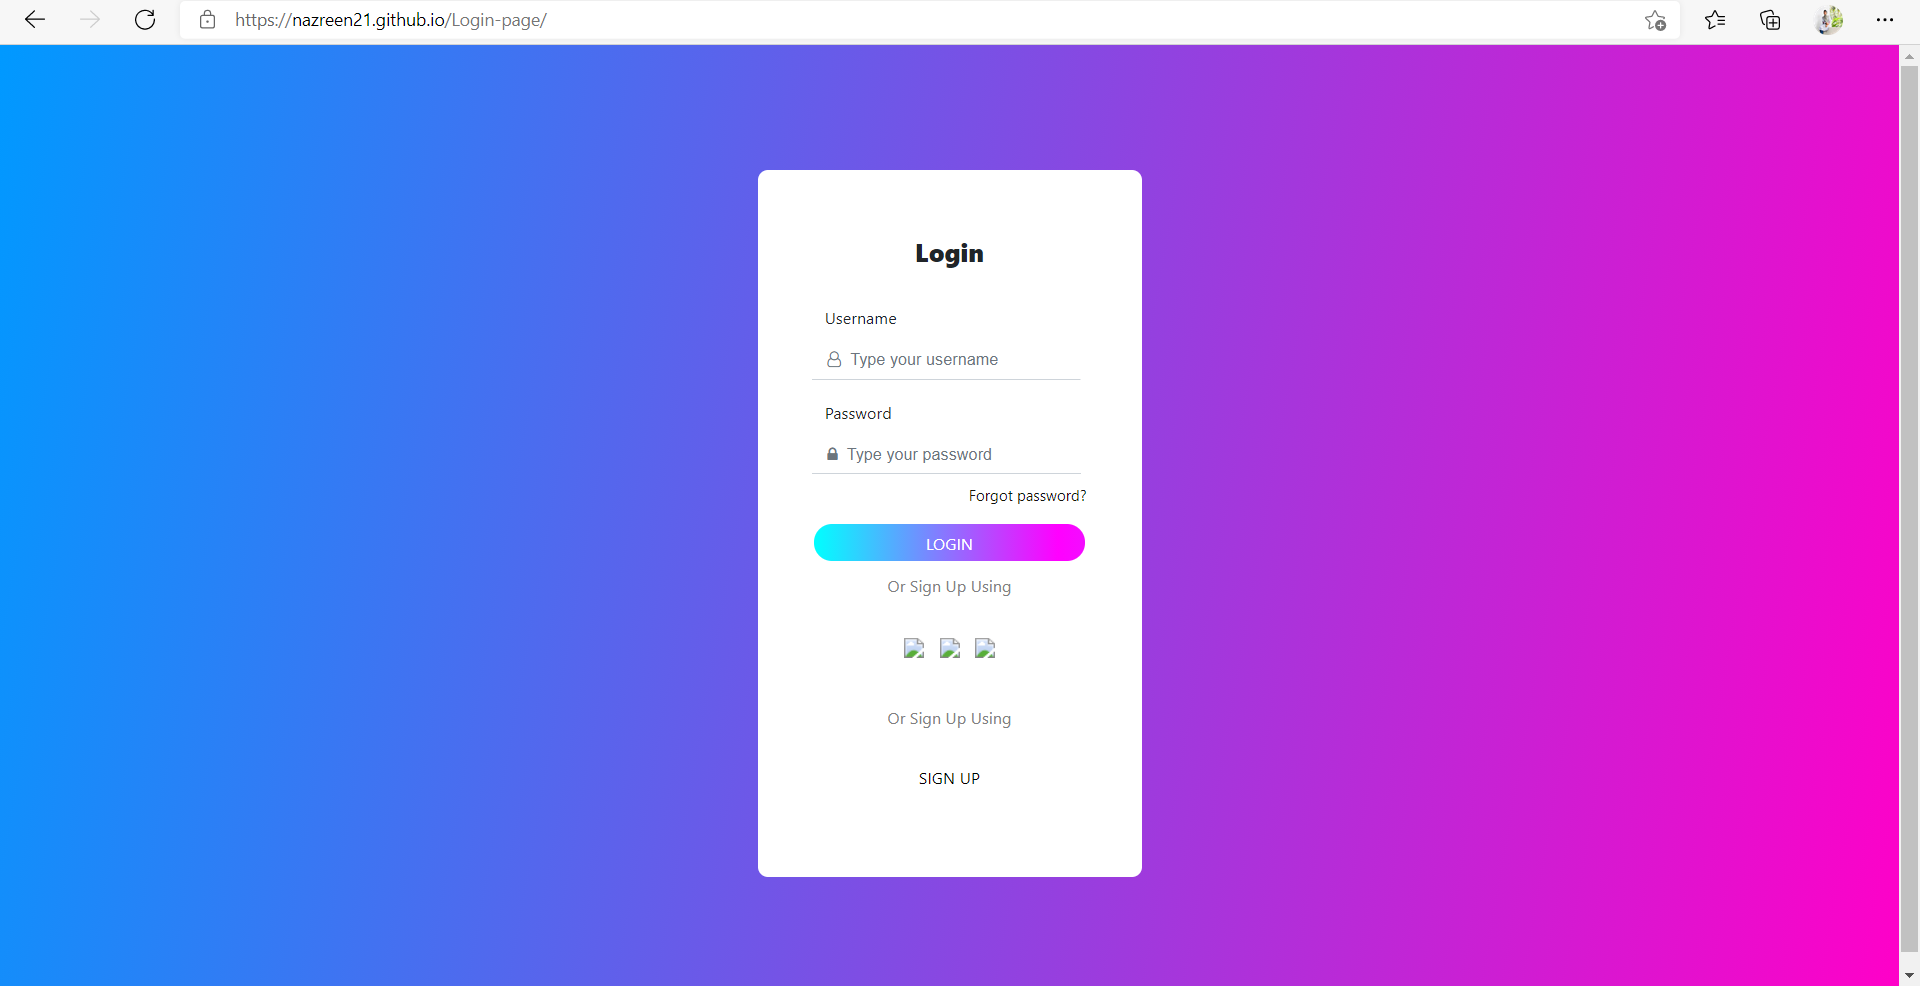 https://nazreen21.github.io/Login-page/
Login
Username
Type your username
Password
Type your password
Forgot password?
LOGIN
Or Sign Up Using
Or Sign Up Using
SIGN UP